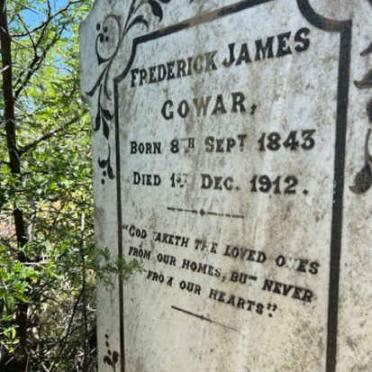 FREDERICK JAMES
GOWAR,
BORN 8TH SEPT 1843
DIED 1ST DEC. 1912.
"GOD TAKETH THE LOVED ONES
FROM OUR HOMES, BUT NEVER
FROM OUR HEARTS".